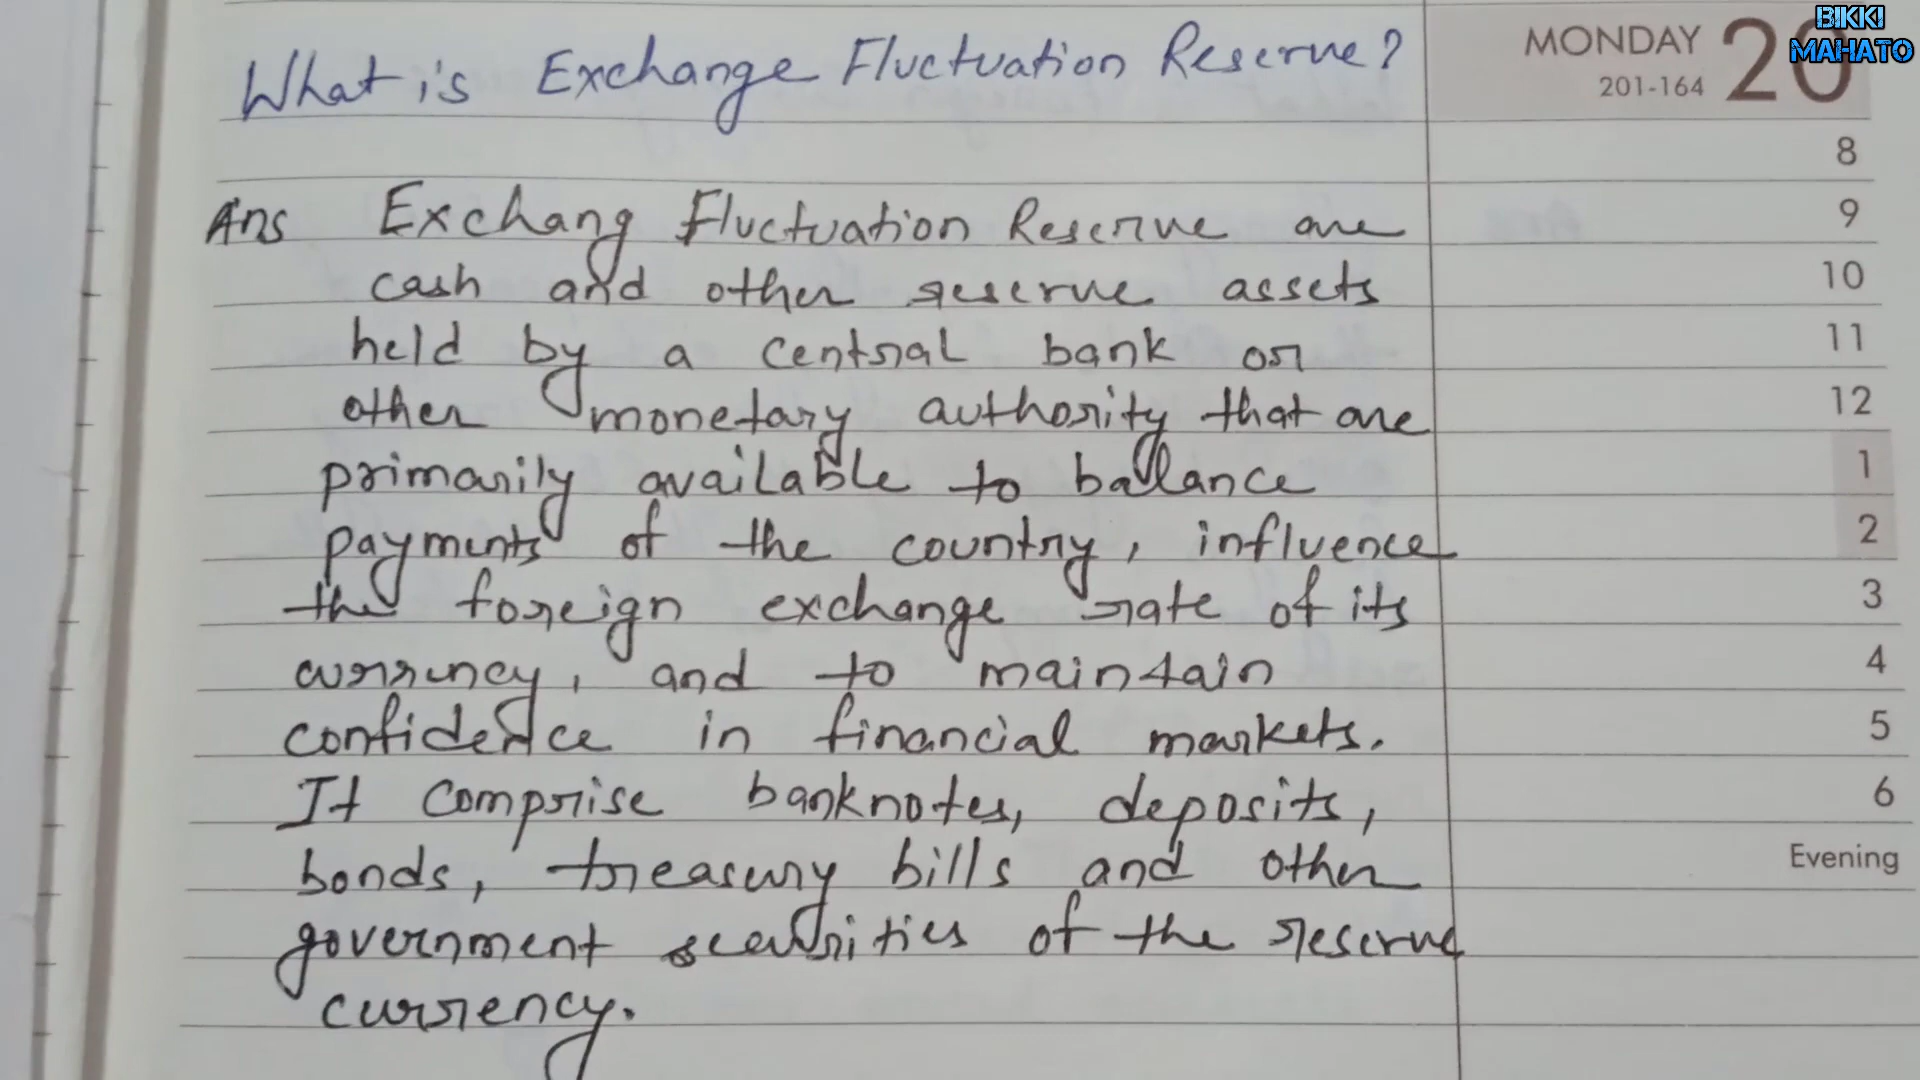 What is Exchange Fluctuation Reserve?
MONDAY 20
201-164
BIKKI
MAHATO
8
Ans Exchang Fluctuation Reserve are
9
cash and other reserve assets
10
held by a central bank or
11
other monetary authority that are
12
primarily available to balance
1
payments of the country, influence
2
the foreign exchange rate of its
3
currency, and to maintain
4
confidence in financial markets.
5
It comprise banknotes, deposits,
6
bonds, treasury bills and other
Evening
government securities of the reserve
currency.